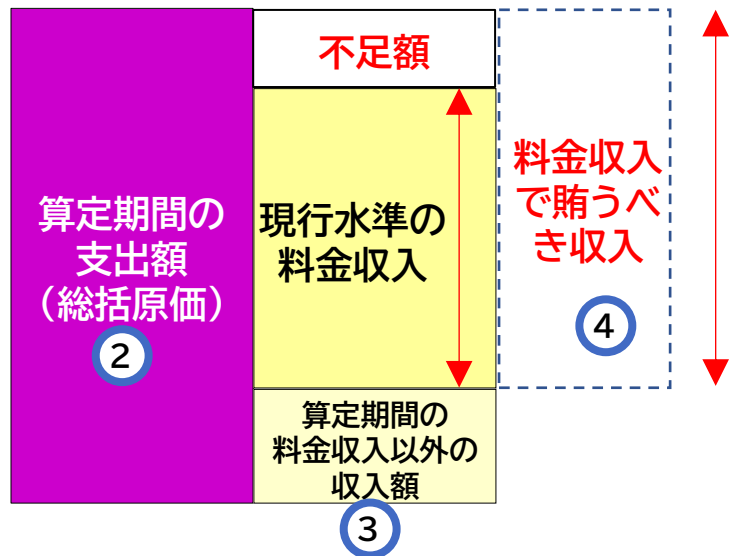 算定期間の
支出額
（総括原価）
②
不足額
現行水準の
料金収入
算定期間の
料金収入以外の
収入額
③
料金収入
で賄うべ
き収入
④